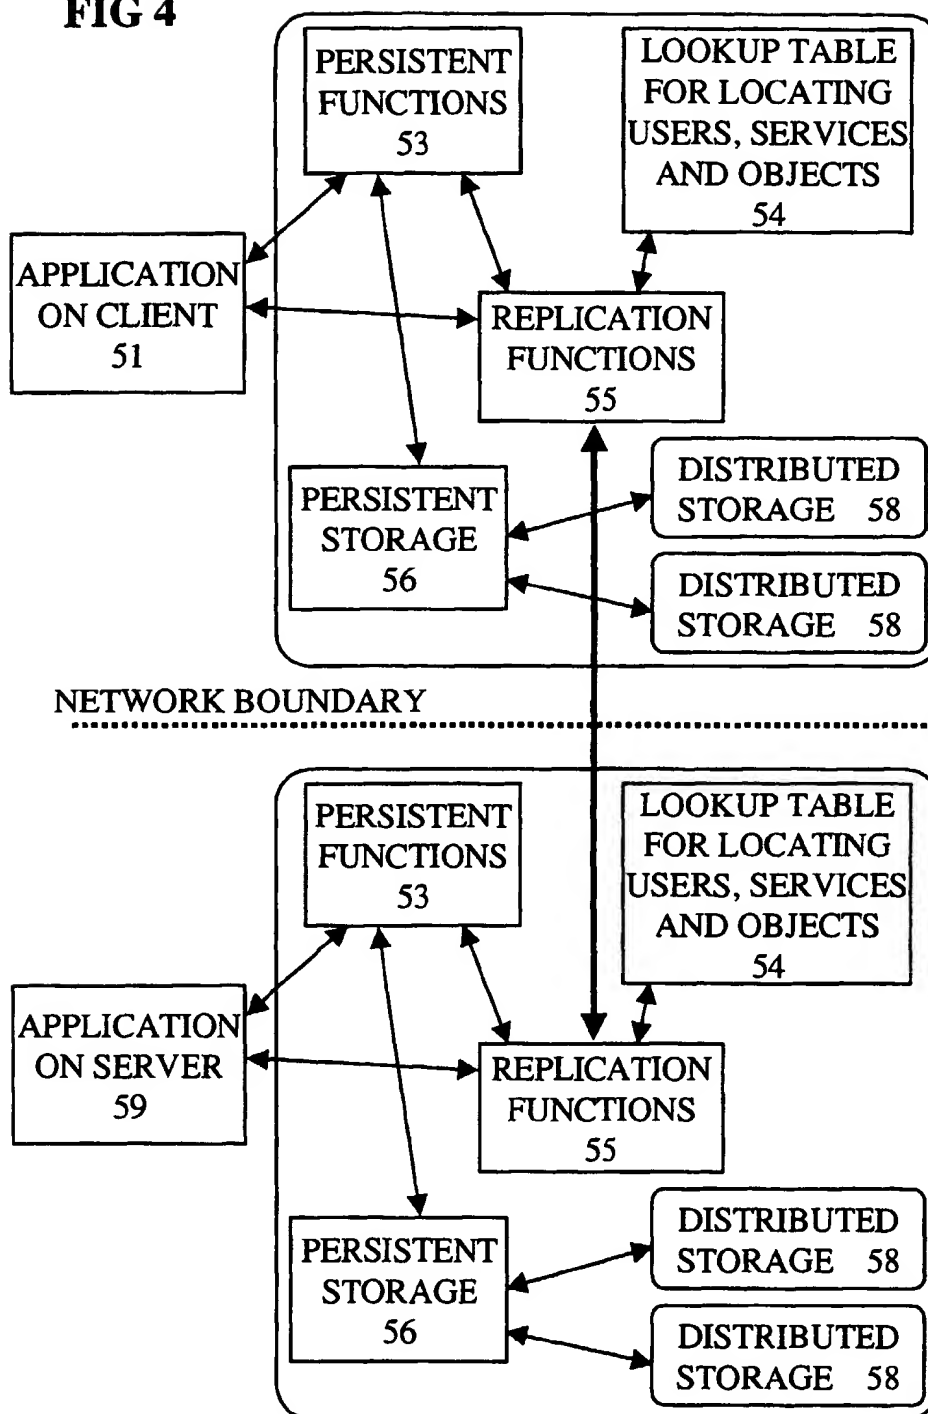 FIG 4
PERSISTENT
FUNCTIONS
53
LOOKUP TABLE
FOR LOCATING
USERS, SERVICES
AND OBJECTS
54
APPLICATION
ON CLIENT
51
REPLICATION
FUNCTIONS
55
PERSISTENT
STORAGE
56
DISTRIBUTED
STORAGE 58
DISTRIBUTED
STORAGE 58
NETWORK BOUNDARY
PERSISTENT
FUNCTIONS
53
LOOKUP TABLE
FOR LOCATING
USERS, SERVICES
AND OBJECTS
54
APPLICATION
ON SERVER
59
REPLICATION
FUNCTIONS
55
PERSISTENT
STORAGE
56
DISTRIBUTED
STORAGE 58
DISTRIBUTED
STORAGE 58